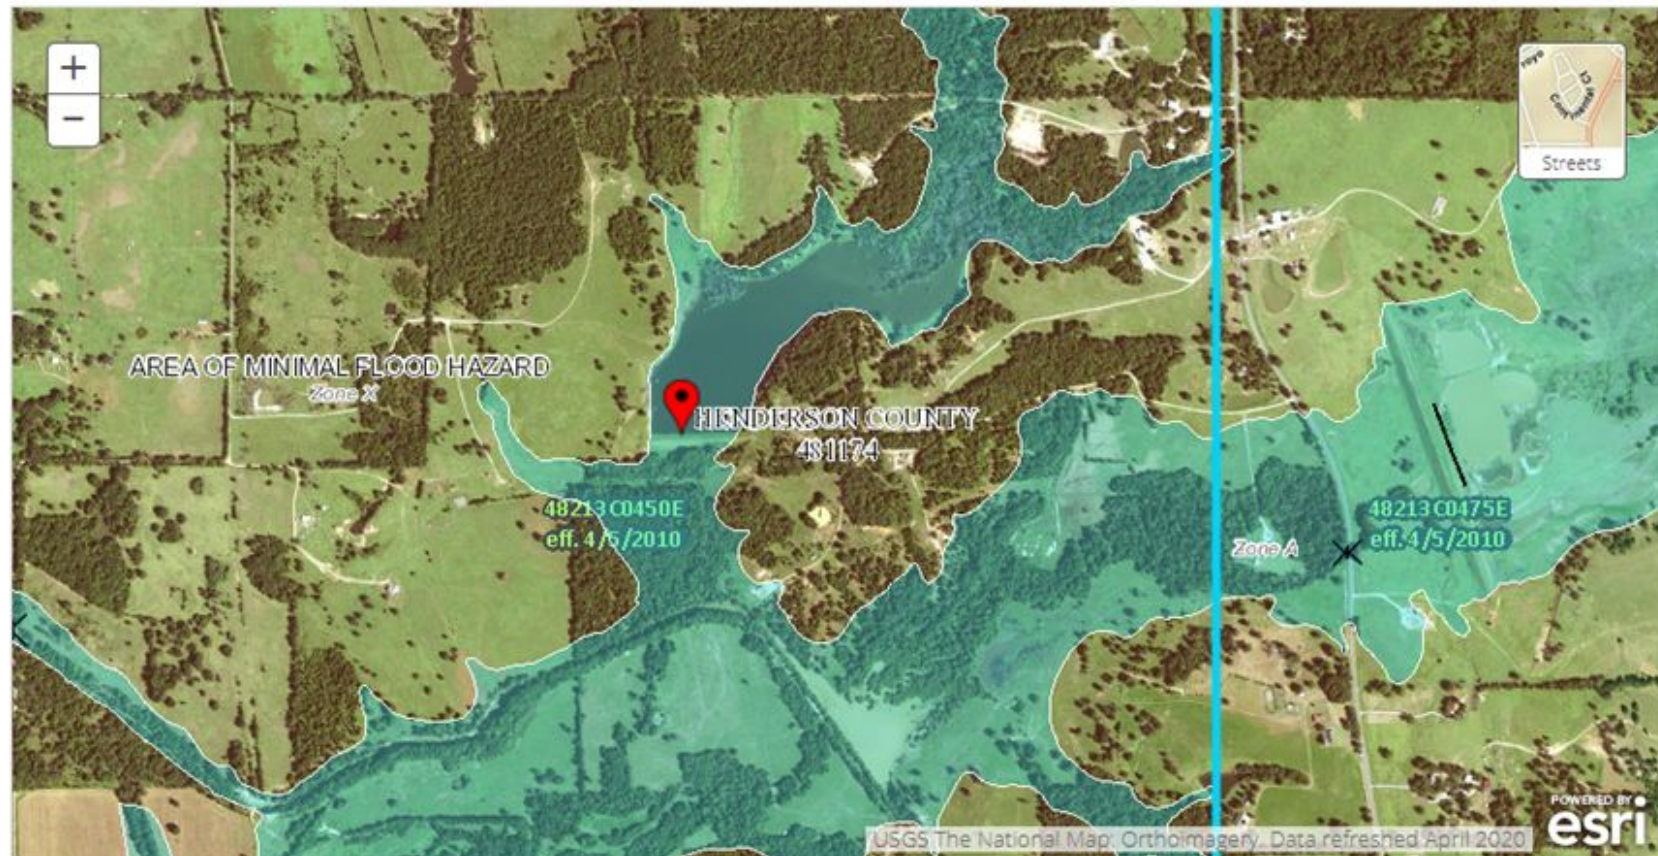 +
−
Streets
AREA OF MINIMAL FLOOD HAZARD
Zone X
HENDERSON COUNTY
481174
48213C0450E
eff. 4/5/2010
48213C0475E
eff. 4/5/2010
Zone A
POWERED BY
esri
USGS The National Map: Orthoimagery. Data refreshed April 2020